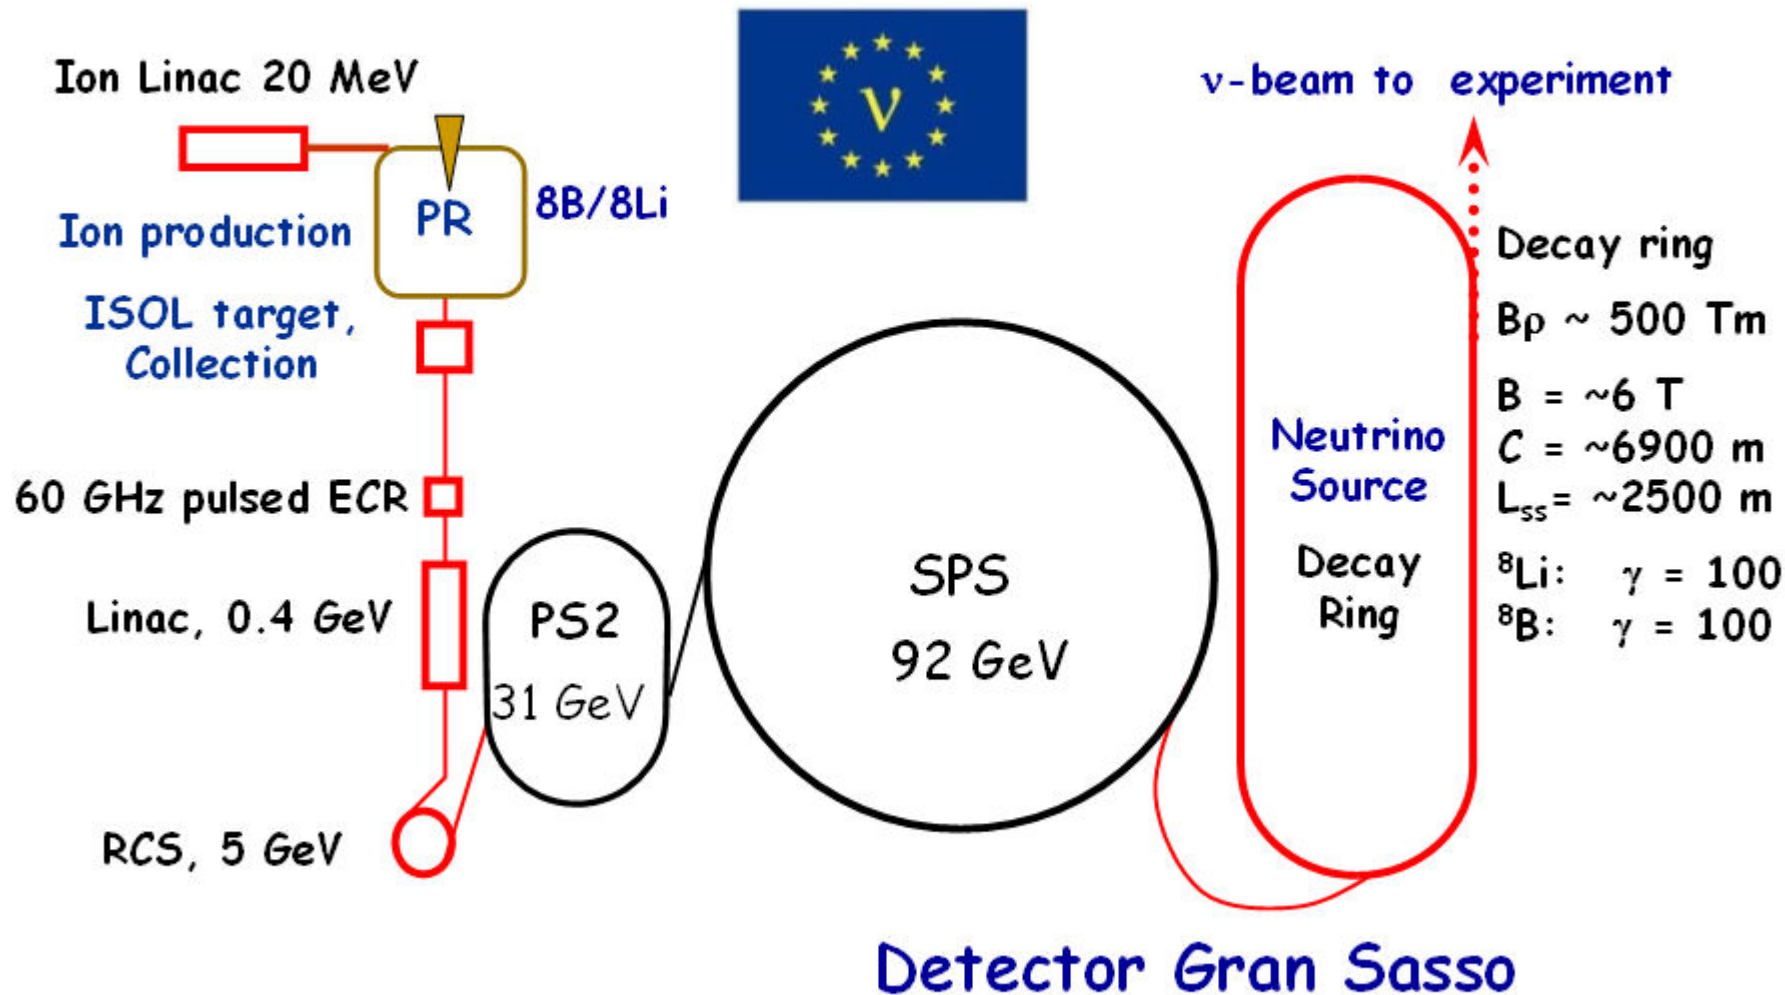 Ion Linac 20 MeV
PR
8B/8Li
Ion production
ISOL target,
Collection
60 GHz pulsed ECR
Linac, 0.4 GeV
RCS, 5 GeV
PS2
31 GeV
ν
SPS
92 GeV
ν-beam to experiment
Neutrino
Source
Decay
Ring
Decay ring
Bρ ~ 500 Tm
B = ~6 T
C = ~6900 m
Lss= ~2500 m
⁸Li: γ = 100
⁸B: γ = 100
Detector Gran Sasso